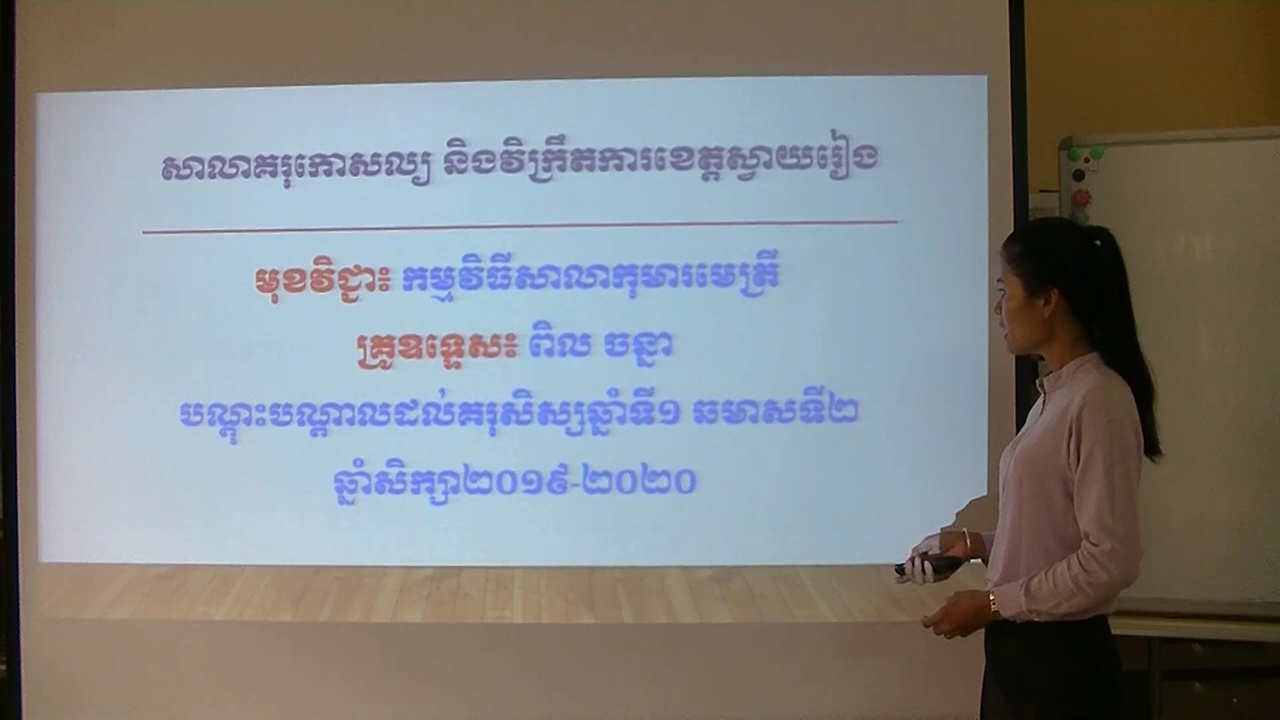 សាលាគរុកោសល្យ និងវិក្រឹតការខេត្តស្វាយរៀង
មុខវិជ្ជា៖ កម្មវិធីសាលាកុមារមេត្រី
គ្រូឧទ្ទេស៖ ពិល ចន្នា
បណ្តុះបណ្តាលដល់គរុសិស្សឆ្នាំទី១ ឆមាសទី២
ឆ្នាំសិក្សា២០១៩-២០២០